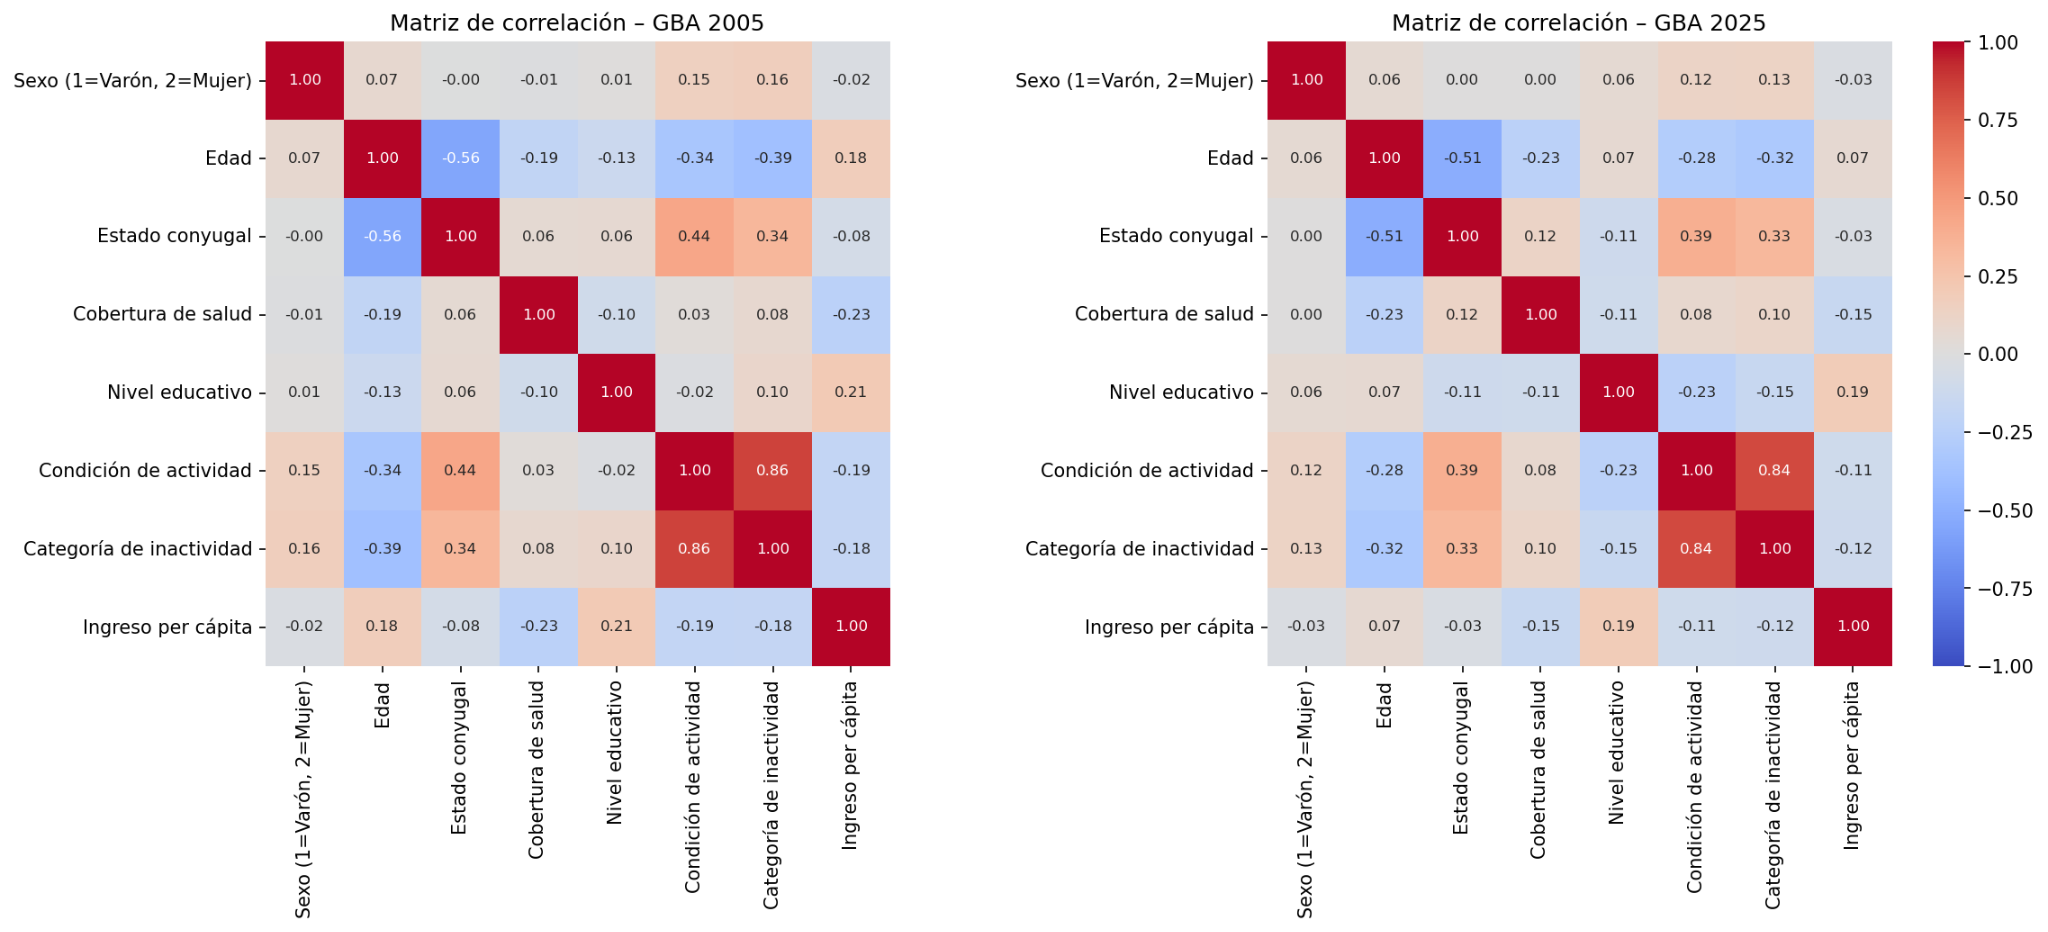 Matriz de correlación – GBA 2005
Sexo (1=Varón, 2=Mujer) 1.00 0.07 -0.00 -0.01 0.01 0.15 0.16 -0.02
Edad 0.07 1.00 -0.56 -0.19 -0.13 -0.34 -0.39 0.18
Estado conyugal -0.00 -0.56 1.00 0.06 0.06 0.44 0.34 -0.08
Cobertura de salud -0.01 -0.19 0.06 1.00 -0.10 0.03 0.08 -0.23
Nivel educativo 0.01 -0.13 0.06 -0.10 1.00 -0.02 0.10 0.21
Condición de actividad 0.15 -0.34 0.44 0.03 -0.02 1.00 0.86 -0.19
Categoría de inactividad 0.16 -0.39 0.34 0.08 0.10 0.86 1.00 -0.18
Ingreso per cápita -0.02 0.18 -0.08 -0.23 0.21 -0.19 -0.18 1.00
Sexo (1=Varón, 2=Mujer)
Edad
Estado conyugal
Cobertura de salud
Nivel educativo
Condición de actividad
Categoría de inactividad
Ingreso per cápita
Matriz de correlación – GBA 2025
Sexo (1=Varón, 2=Mujer) 1.00 0.06 0.00 0.00 0.06 0.12 0.13 -0.03
Edad 0.06 1.00 -0.51 -0.23 0.07 -0.28 -0.32 0.07
Estado conyugal 0.00 -0.51 1.00 0.12 -0.11 0.39 0.33 -0.03
Cobertura de salud 0.00 -0.23 0.12 1.00 -0.11 0.08 0.10 -0.15
Nivel educativo 0.06 0.07 -0.11 -0.11 1.00 -0.23 -0.15 0.19
Condición de actividad 0.12 -0.28 0.39 0.08 -0.23 1.00 0.84 -0.11
Categoría de inactividad 0.13 -0.32 0.33 0.10 -0.15 0.84 1.00 -0.12
Ingreso per cápita -0.03 0.07 -0.03 -0.15 0.19 -0.11 -0.12 1.00
Sexo (1=Varón, 2=Mujer)
Edad
Estado conyugal
Cobertura de salud
Nivel educativo
Condición de actividad
Categoría de inactividad
Ingreso per cápita
1.00
0.75
0.50
0.25
0.00
−0.25
−0.50
−0.75
−1.00